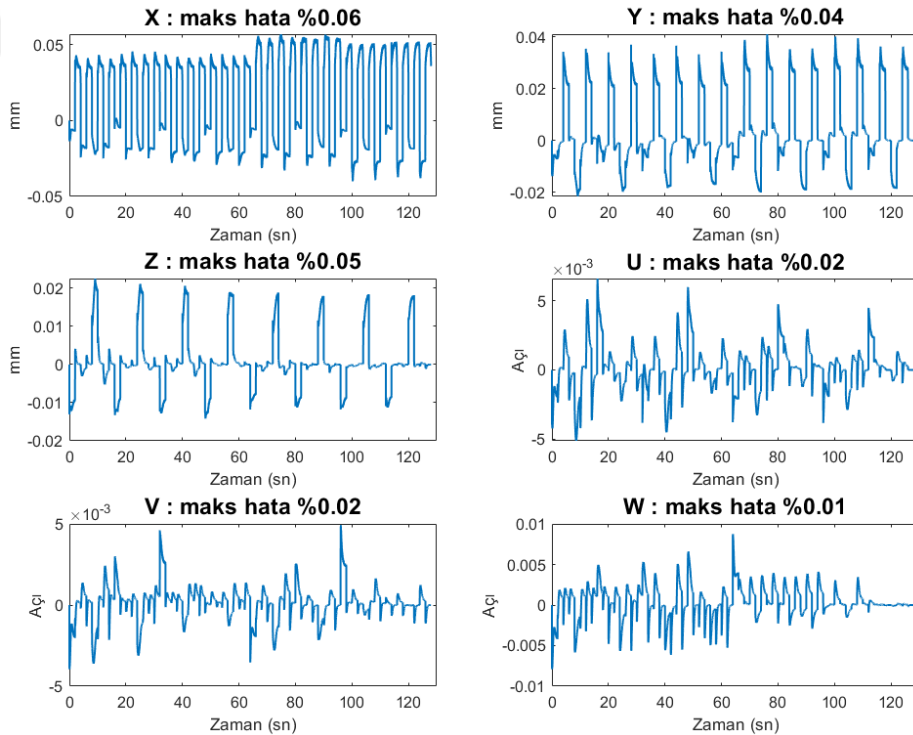 X : maks hata %0.06
0.05
0
-0.05
mm
0 20 40 60 80 100 120
Zaman (sn)
Y : maks hata %0.04
0.04
0.02
0
-0.02
mm
0 20 40 60 80 100 120
Zaman (sn)
Z : maks hata %0.05
0.02
0.01
0
-0.01
-0.02
mm
0 20 40 60 80 100 120
Zaman (sn)
U : maks hata %0.02
×10⁻³
5
0
-5
Açı
0 20 40 60 80 100 120
Zaman (sn)
V : maks hata %0.02
×10⁻³
5
0
-5
Açı
0 20 40 60 80 100 120
Zaman (sn)
W : maks hata %0.01
0.01
0.005
0
-0.005
-0.01
Açı
0 20 40 60 80 100 120
Zaman (sn)